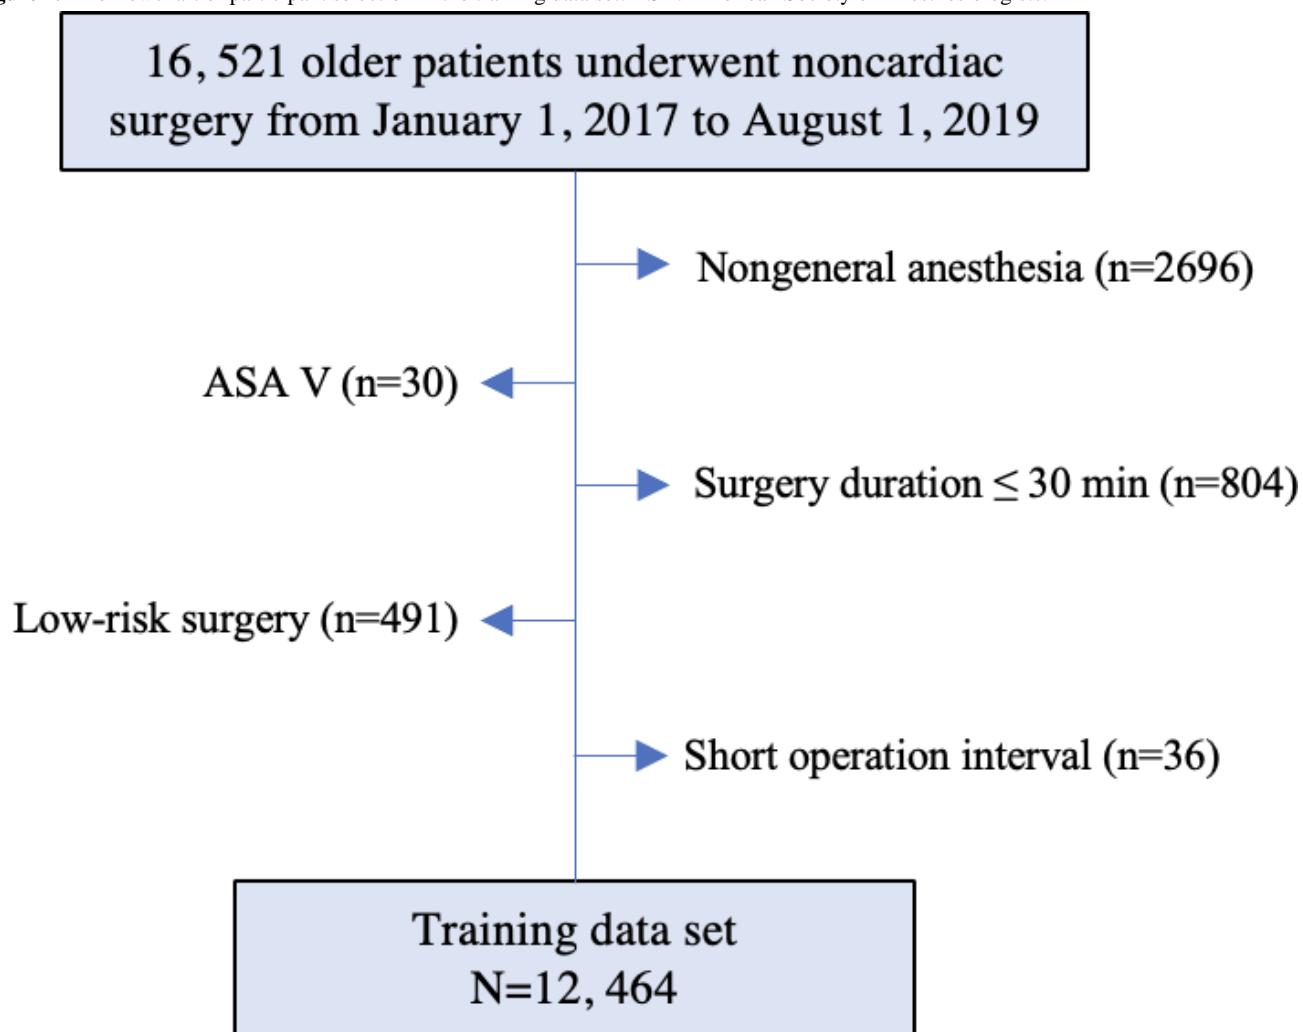 16, 521 older patients underwent noncardiac
surgery from January 1, 2017 to August 1, 2019
Nongeneral anesthesia (n=2696)
ASA V (n=30)
Surgery duration ≤ 30 min (n=804)
Low-risk surgery (n=491)
Short operation interval (n=36)
Training data set
N=12, 464